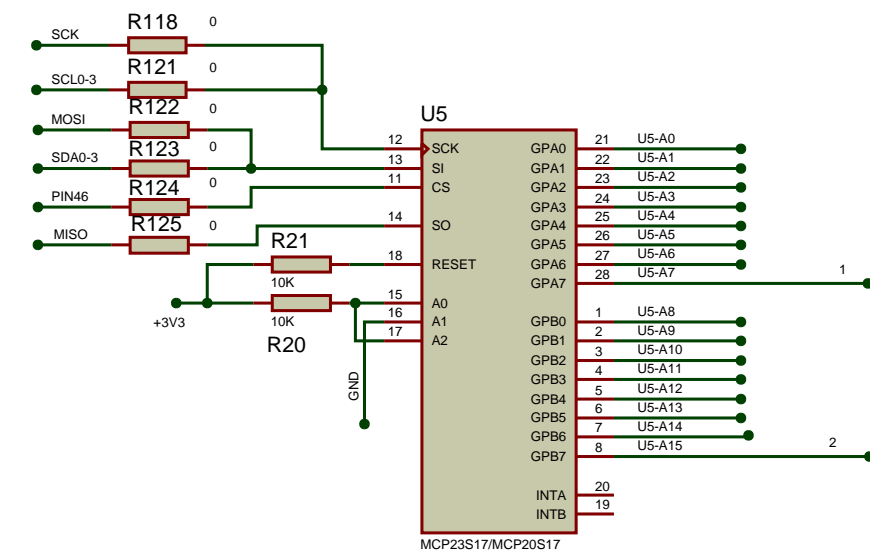 R118 0
SCK
R121 0
SCL0-3
R122 0
MOSI
R123 0
SDA0-3
R124 0
PIN46
R125 0
MISO
R21
10K
+3V3
10K
R20
GND
U5
12 SCK
13 SI
11 CS
14 SO
18 RESET
15 A0
16 A1
17 A2
GPA0 21 U5-A0
GPA1 22 U5-A1
GPA2 23 U5-A2
GPA3 24 U5-A3
GPA4 25 U5-A4
GPA5 26 U5-A5
GPA6 27 U5-A6
GPA7 28 U5-A7 1
GPB0 1 U5-A8
GPB1 2 U5-A9
GPB2 3 U5-A10
GPB3 4 U5-A11
GPB4 5 U5-A12
GPB5 6 U5-A13
GPB6 7 U5-A14
GPB7 8 U5-A15 2
INTA 20
INTB 19
MCP23S17/MCP20S17